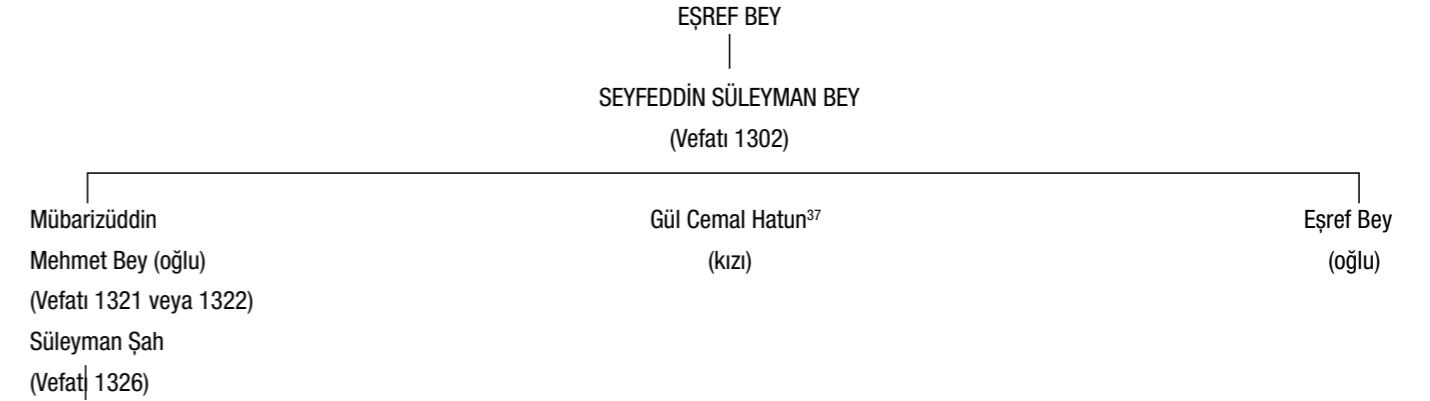 EŞREF BEY
SEYFEDDİN SÜLEYMAN BEY
(Vefatı 1302)
Mübarizüddin
Mehmet Bey (oğlu)
(Vefatı 1321 veya 1322)
Süleyman Şah
(Vefatı 1326)
Gül Cemal Hatun³⁷
(kızı)
Eşref Bey
(oğlu)